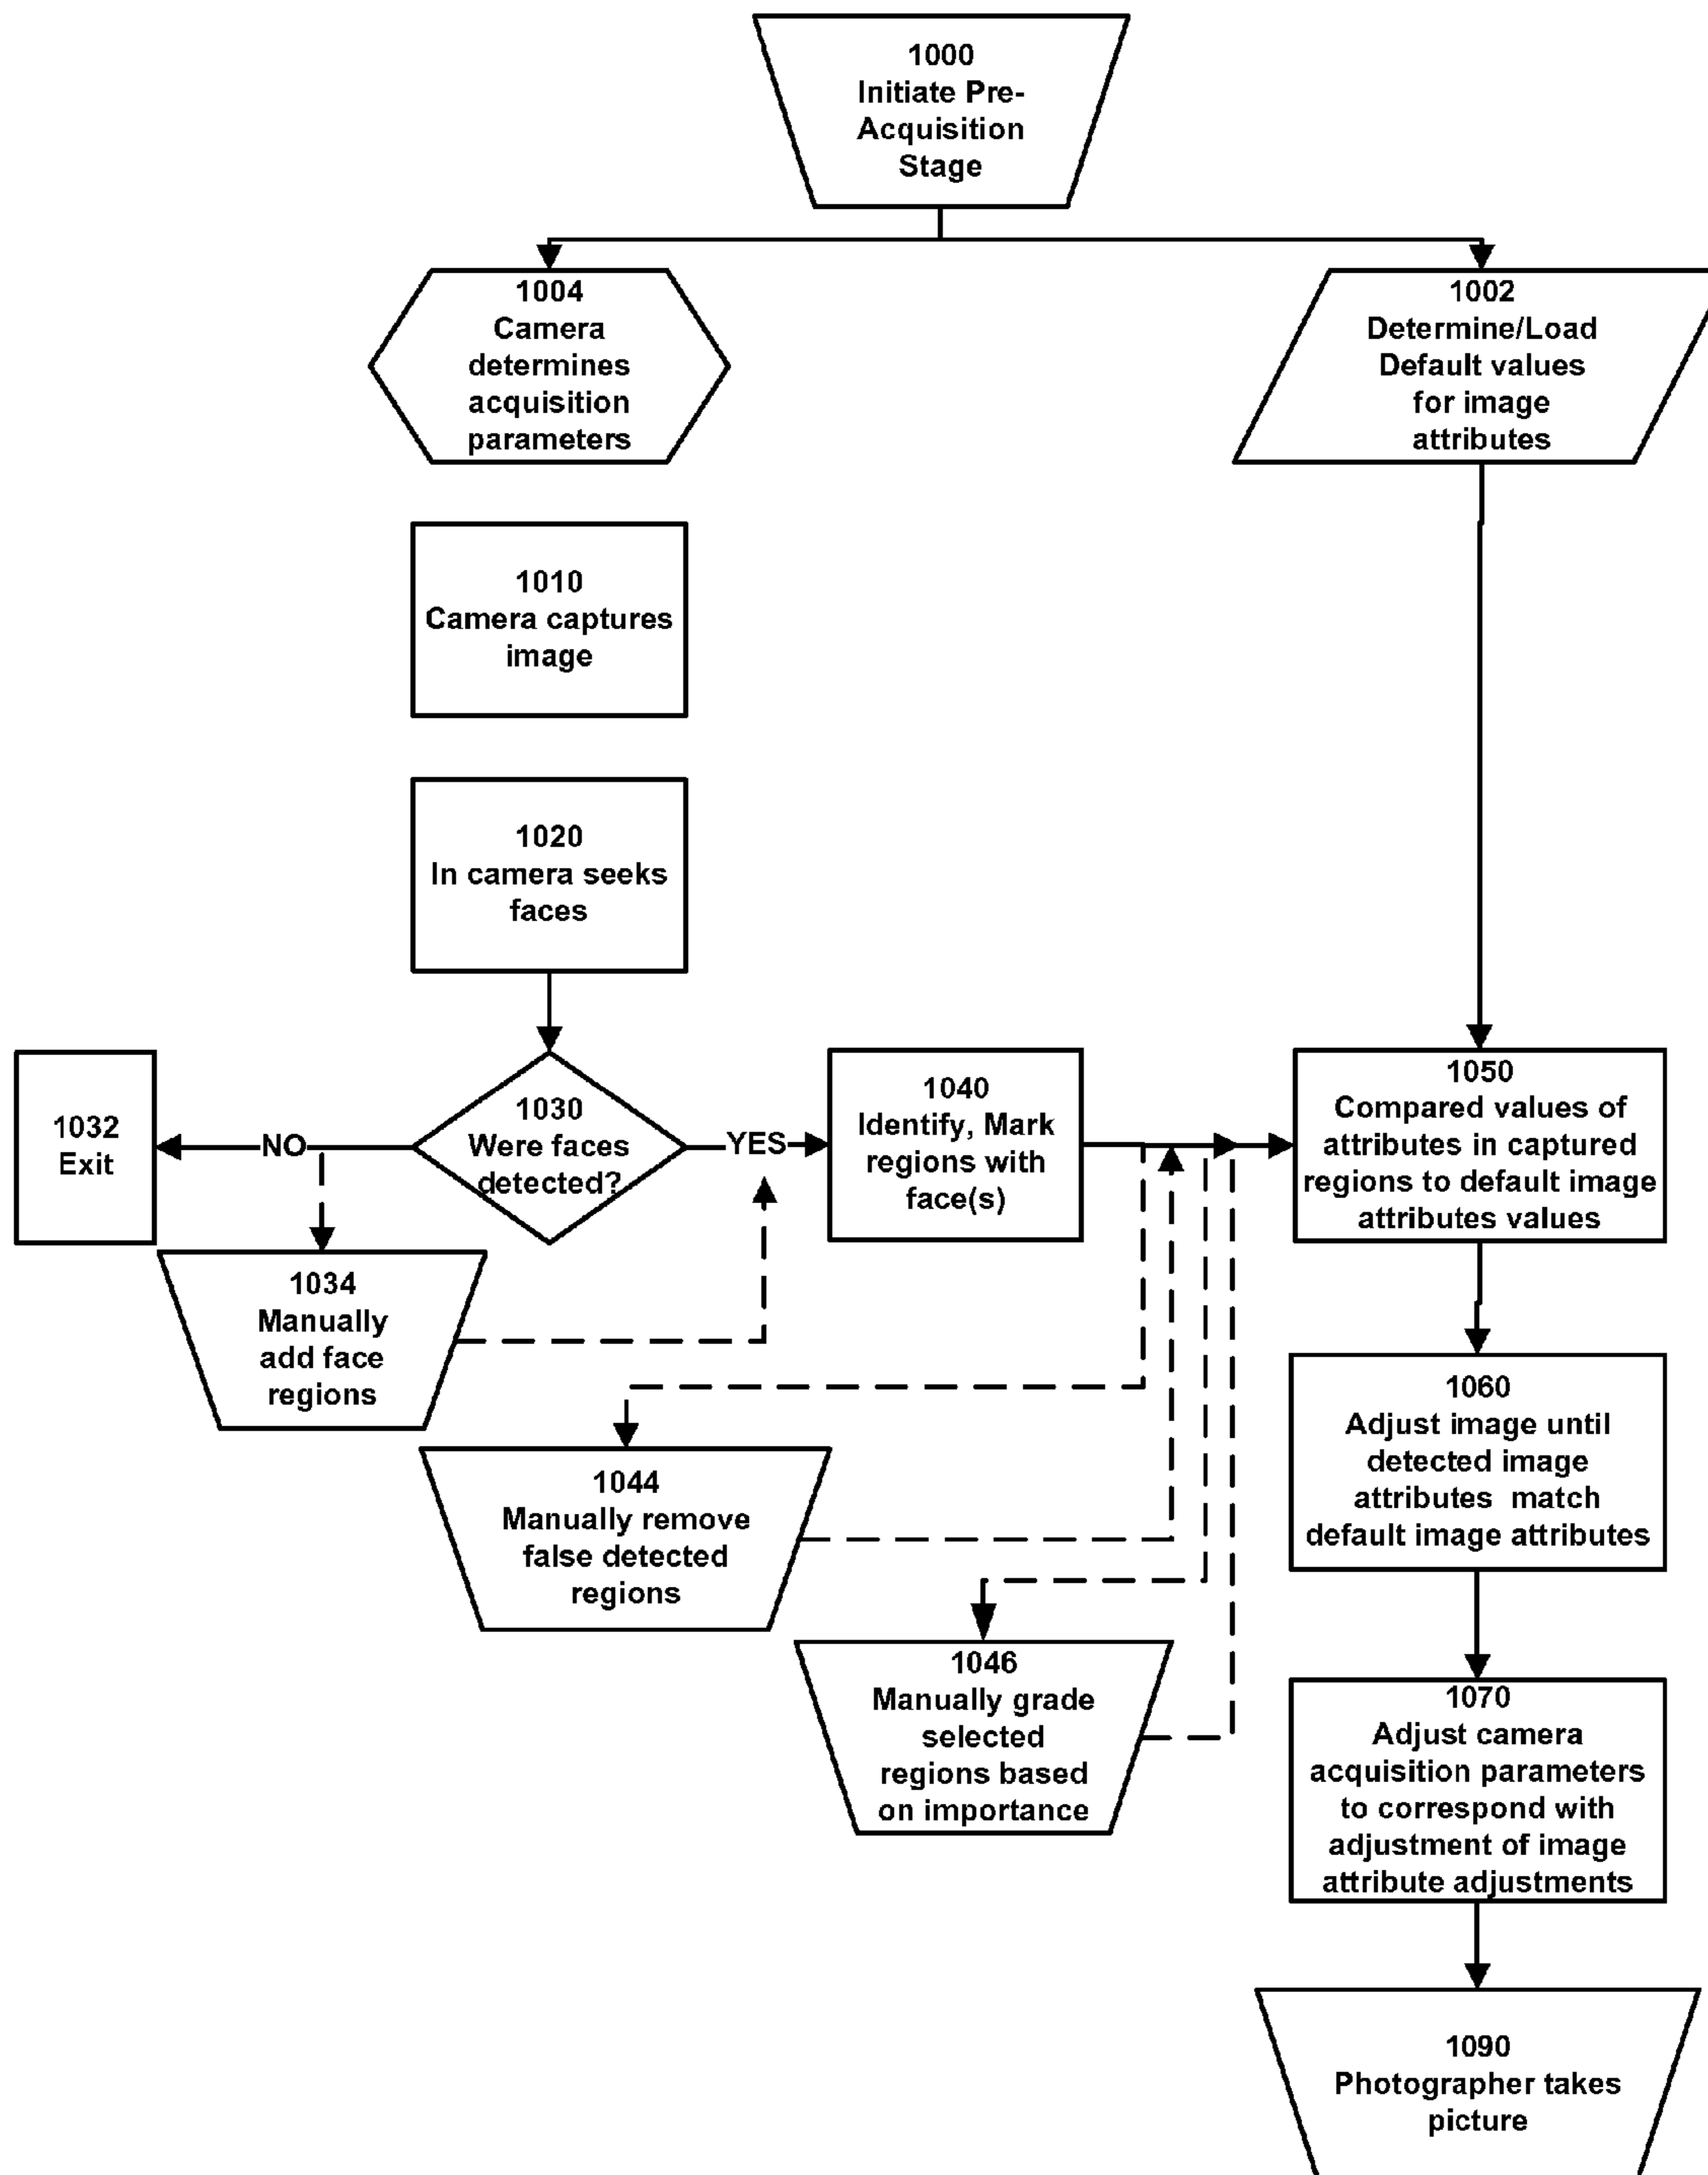 1000
Initiate Pre-
Acquisition
Stage
1004
Camera
determines
acquisition
parameters
1002
Determine/Load
Default values
for image
attributes
1010
Camera captures
image
1020
In camera seeks
faces
1032
Exit
NO
1030
Were faces
detected?
YES
1040
Identify, Mark
regions with
face(s)
1050
Compared values of
attributes in captured
regions to default image
attributes values
1034
Manually
add face
regions
1060
Adjust image until
detected image
attributes match
default image attributes
1044
Manually remove
false detected
regions
1046
Manually grade
selected
regions based
on importance
1070
Adjust camera
acquisition parameters
to correspond with
adjustment of image
attribute adjustments
1090
Photographer takes
picture